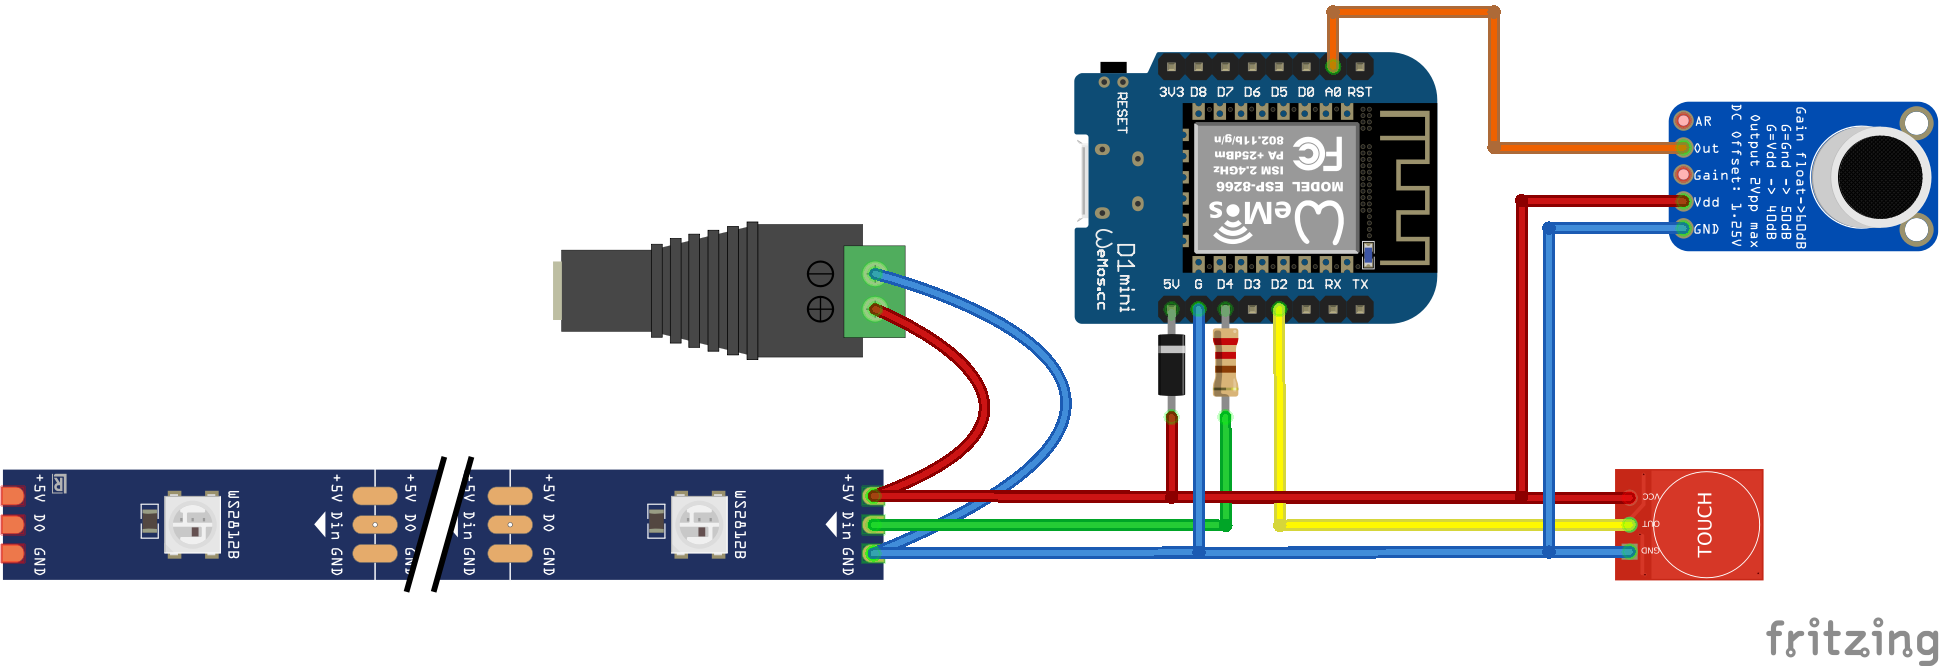 3V3 D8 D7 D6 D5 D0 A0 RST
RESET
MODEL ESP-8266
ISM 2.4GHz
PA +25dBm
802.11b/g/n
FC
WeMos
D1mini
WeMos.cc
5V G D4 D3 D2 D1 RX TX
AR
Out
Gain
Vdd
GND
Gain float->60dB
G=Gnd -> 50dB
G=Vdd -> 40dB
Output 2Vpp max
DC Offset: 1.25V
+5V DO GND
R
WS2812B
+5V Din GND
+5V DO GND
+5V Din GND
+5V DO GND
WS2812B
+5V Din GND
VCC
OUT
GND
TOUCH
fritzing